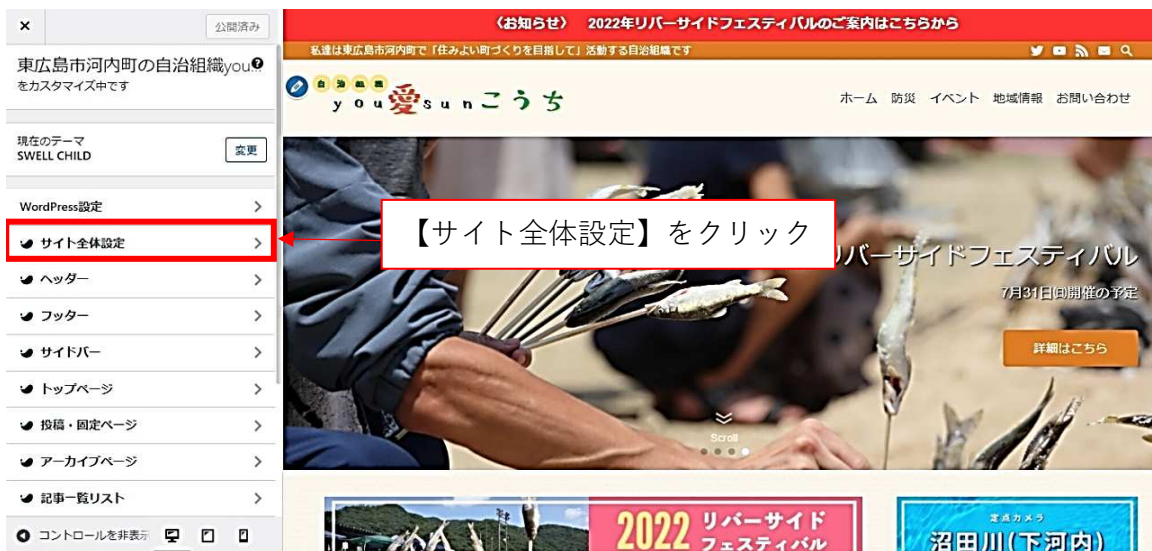 公開済み
東広島市河内町の自治組織you
をカスタマイズ中です
現在のテーマ
SWELL CHILD
変更
WordPress設定
サイト全体設定
ヘッダー
フッター
サイドバー
トップページ
投稿・固定ページ
アーカイブページ
記事一覧リスト
コントロールを非表示
〈お知らせ〉 2022年リバーサイドフェスティバルのご案内はこちらから
私達は東広島市河内町で「住みよい町づくりを目指して」活動する自治組織です
自治組織
you愛sunこうち
ホーム 防災 イベント 地域情報 お問い合わせ
【サイト全体設定】をクリック
リバーサイドフェスティバル
7月31日㈰開催の予定
詳細はこちら
Scroll
2022 リバーサイド
フェスティバル
定点カメラ
沼田川(下河内)